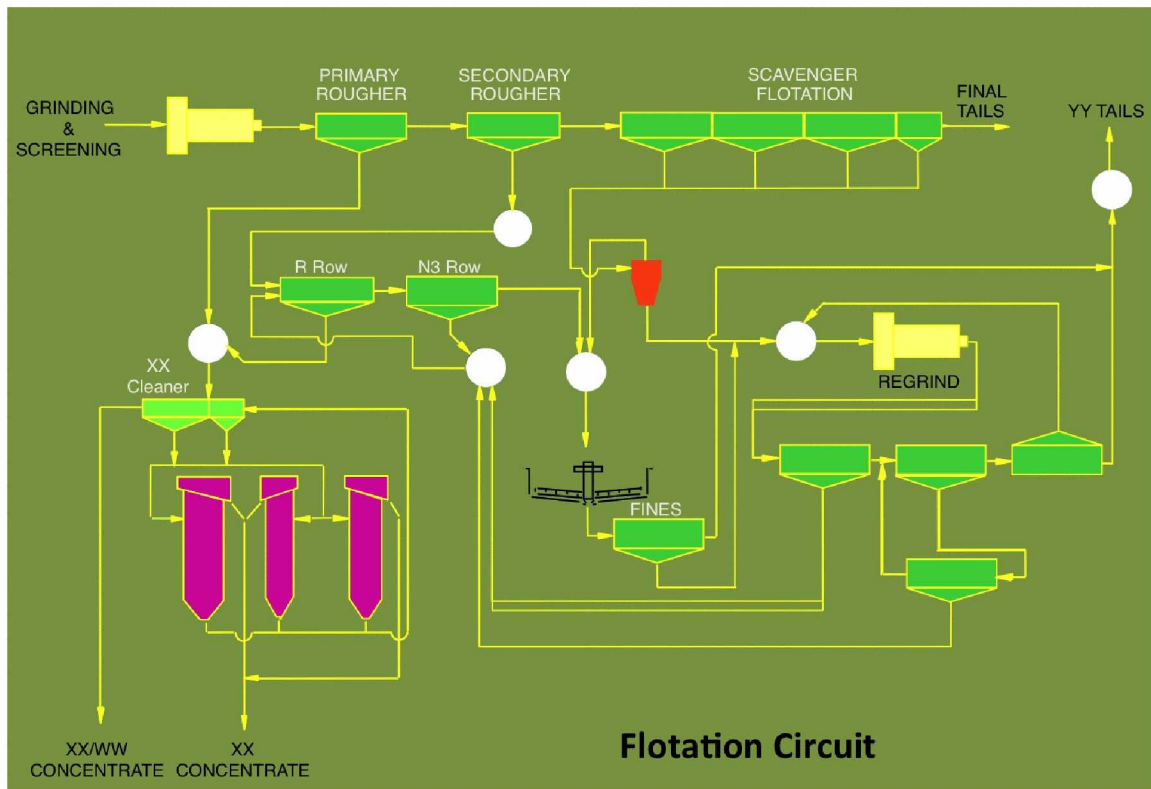 PRIMARY
ROUGHER
SECONDARY
ROUGHER
SCAVENGER
FLOTATION
FINAL
TAILS
YY TAILS
GRINDING
&
SCREENING
R Row
N3 Row
XX
Cleaner
REGRIND
FINES
XX/WW
CONCENTRATE
XX
CONCENTRATE
Flotation Circuit